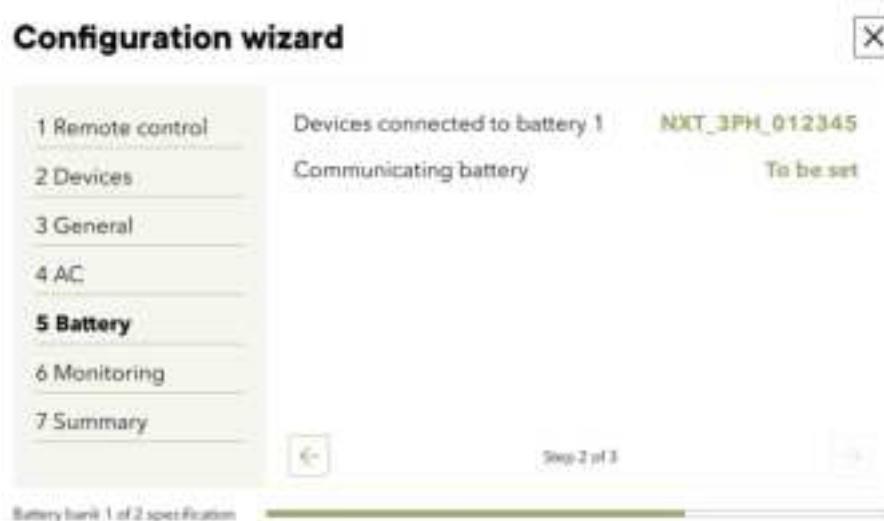 Configuration wizard
1 Remote control
2 Devices
3 General
4 AC
5 Battery
6 Monitoring
7 Summary
Devices connected to battery 1 NXT_3PH_012345
Communicating battery To be set
Step 2 of 3
Battery bank 1 of 2 specification